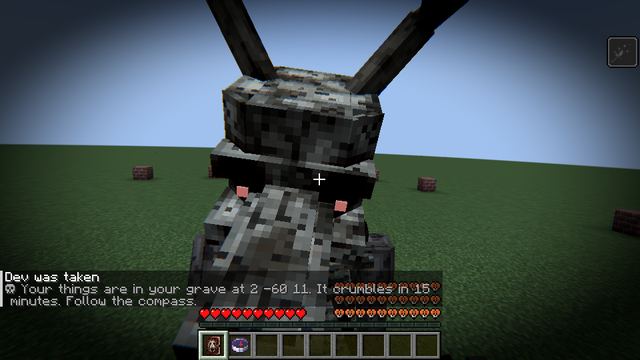 Dev was taken
☠ Your things are in your grave at 2 -60 11. It crumbles in 15
minutes. Follow the compass.